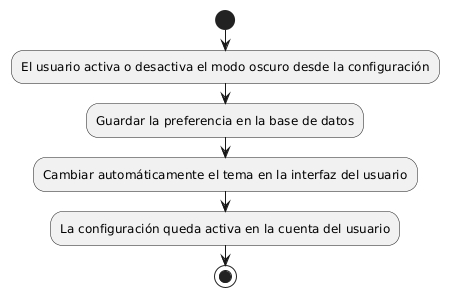 El usuario activa o desactiva el modo oscuro desde la configuración
Guardar la preferencia en la base de datos
Cambiar automáticamente el tema en la interfaz del usuario
La configuración queda activa en la cuenta del usuario